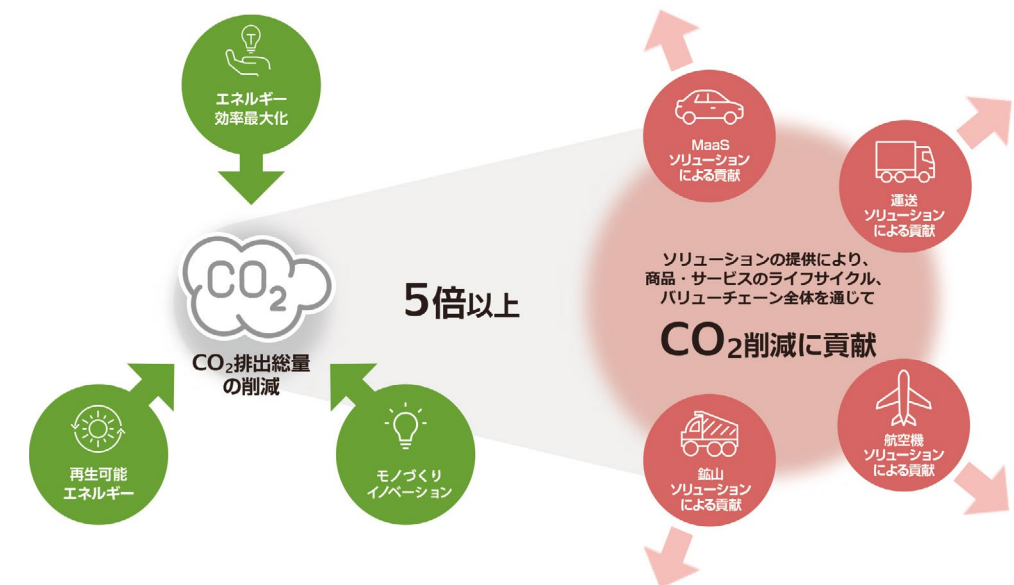 エネルギー
効率最大化
CO₂
CO₂排出総量
の削減
再生可能
エネルギー
モノづくり
イノベーション
5倍以上
MaaS
ソリューション
による貢献
運送
ソリューション
による貢献
ソリューションの提供により、
商品・サービスのライフサイクル、
バリューチェーン全体を通じて
CO₂削減に貢献
鉱山
ソリューション
による貢献
航空機
ソリューション
による貢献